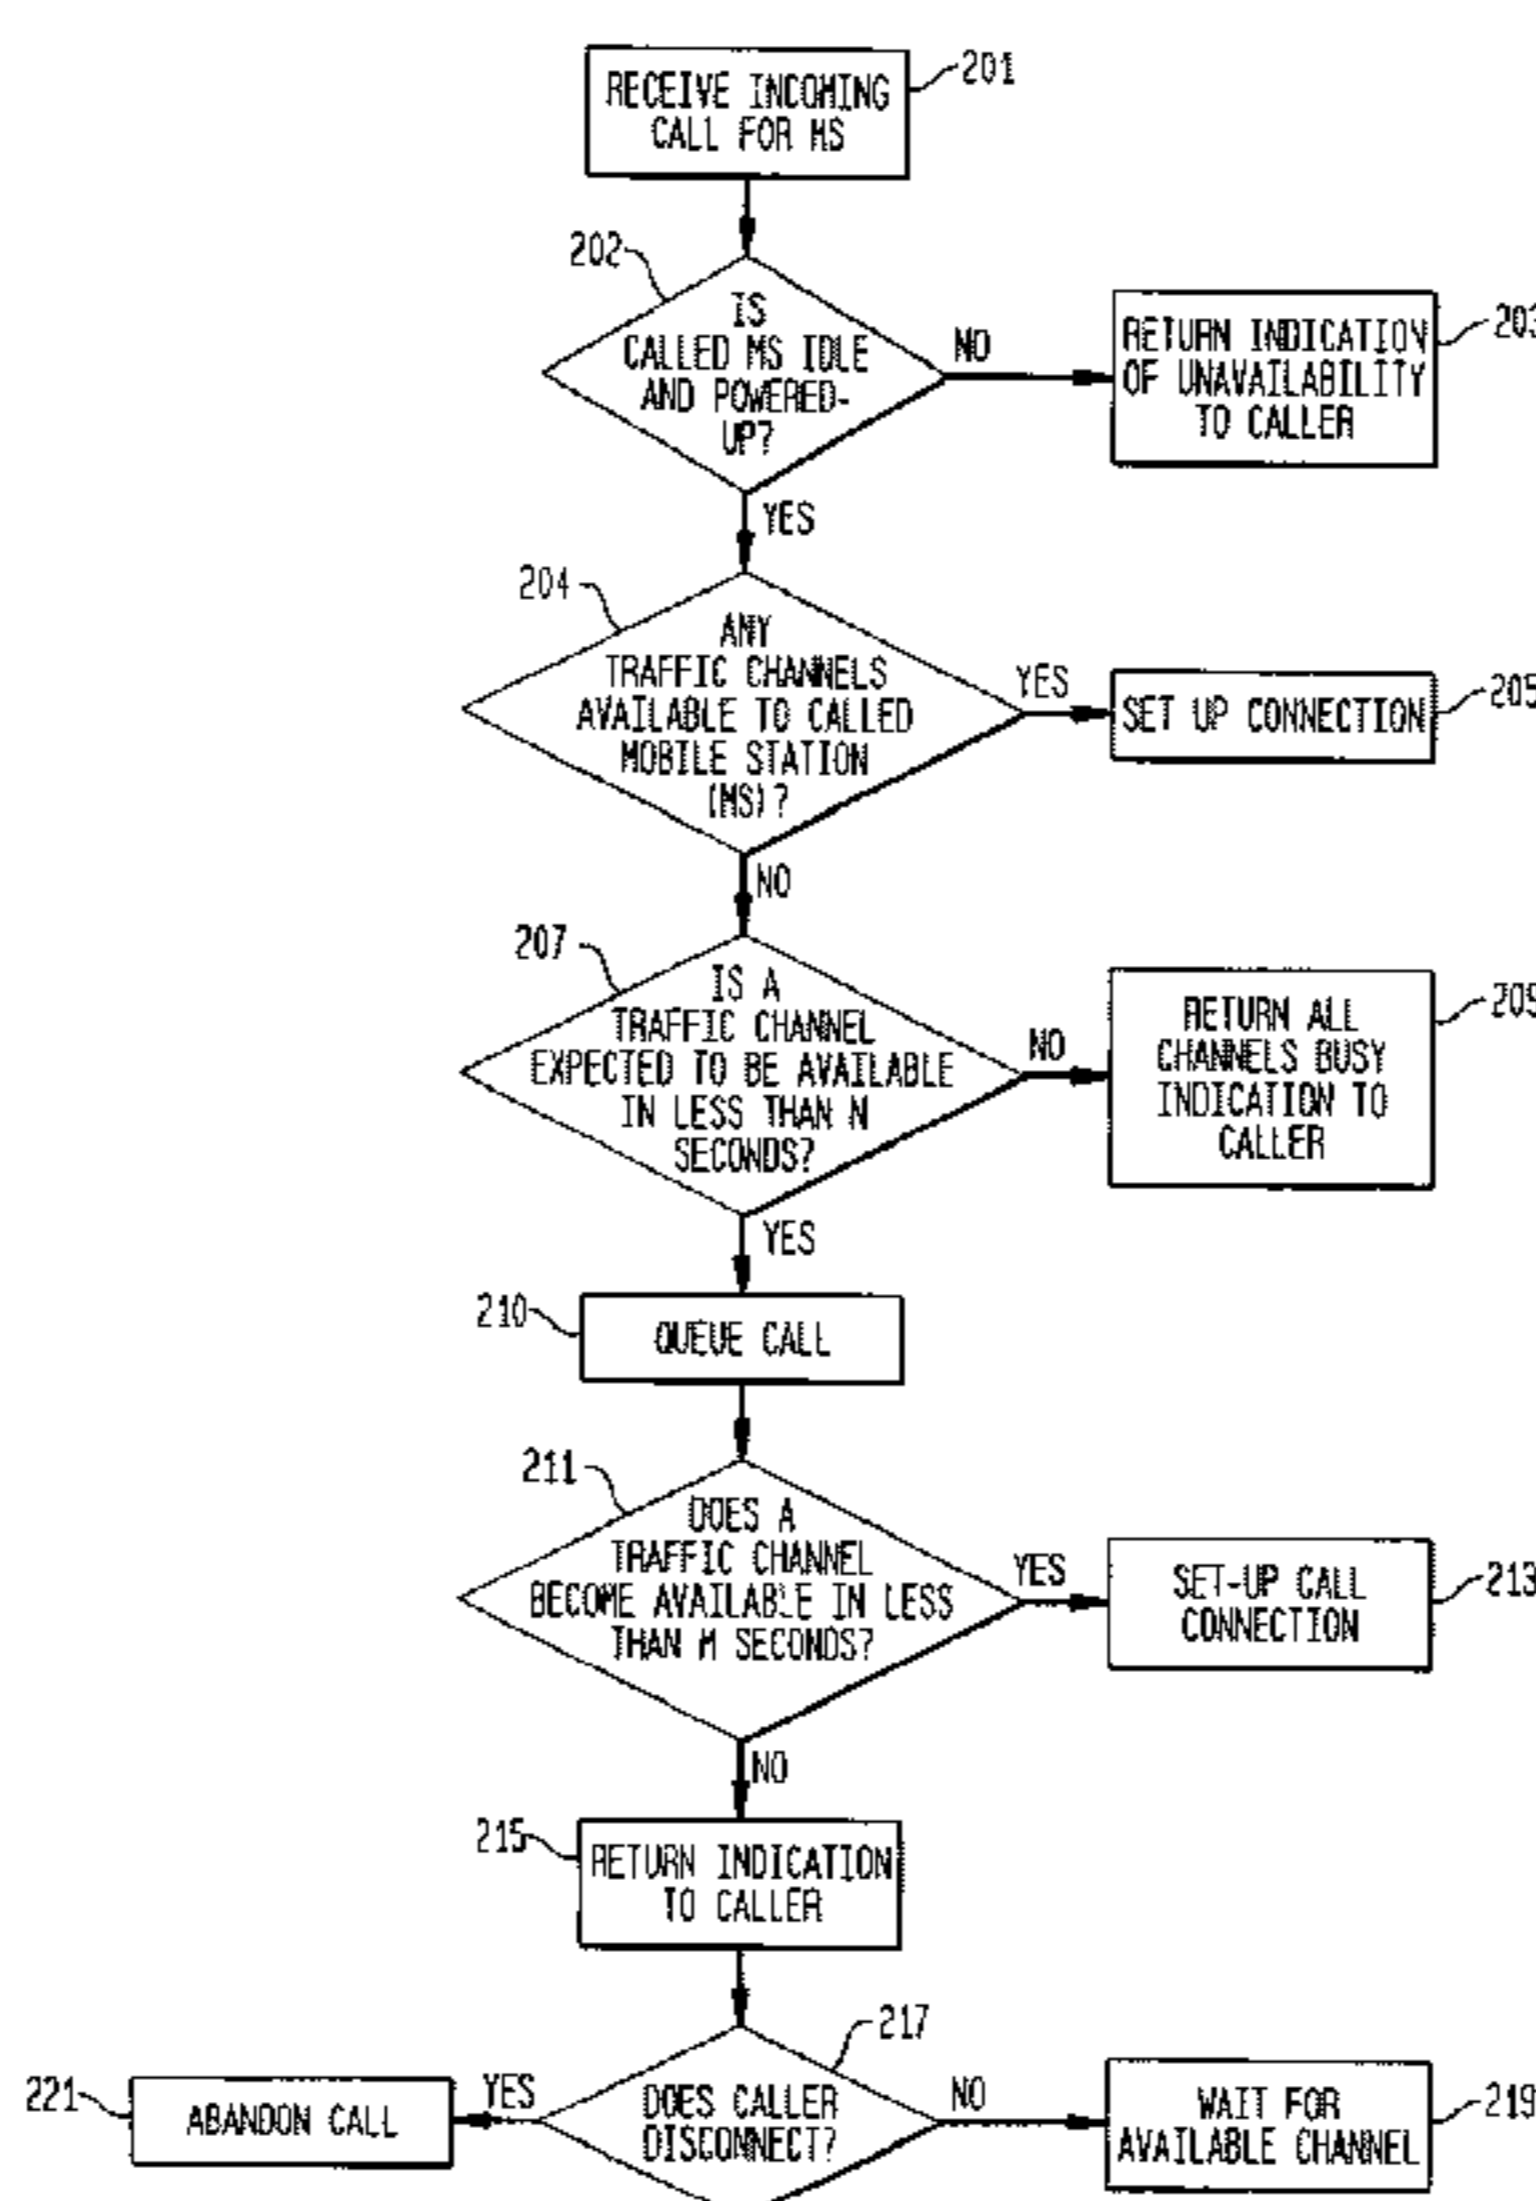 201
RECEIVE INCOMING
CALL FOR MS
202
IS
CALLED MS IDLE
AND POWERED-
UP?
NO
RETURN INDICATION
OF UNAVAILABILITY
TO CALLER
203
YES
204
ANY
TRAFFIC CHANNELS
AVAILABLE TO CALLED
MOBILE STATION
(MS)?
YES
SET UP CONNECTION
205
NO
207
IS A
TRAFFIC CHANNEL
EXPECTED TO BE AVAILABLE
IN LESS THAN N
SECONDS?
NO
RETURN ALL
CHANNELS BUSY
INDICATION TO
CALLER
209
YES
210
QUEUE CALL
211
DOES A
TRAFFIC CHANNEL
BECOME AVAILABLE IN LESS
THAN M SECONDS?
YES
SET-UP CALL
CONNECTION
213
NO
215
RETURN INDICATION
TO CALLER
217
221
ABANDON CALL
YES
DOES CALLER
DISCONNECT?
NO
WAIT FOR
AVAILABLE CHANNEL
219